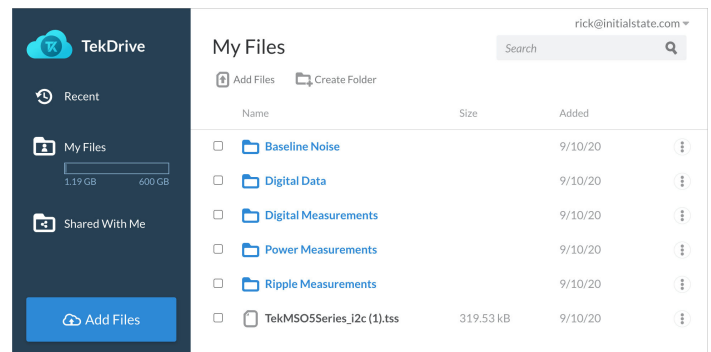 rick@initialstate.com
TK
TekDrive
My Files
Search
Add Files
Create Folder
Recent
Name
Size
Added
My Files
1.19 GB
600 GB
Shared With Me
Baseline Noise
9/10/20
Digital Data
9/10/20
Digital Measurements
9/10/20
Power Measurements
9/10/20
Ripple Measurements
9/10/20
TekMSO5Series_i2c (1).tss
319.53 kB
9/10/20
Add Files